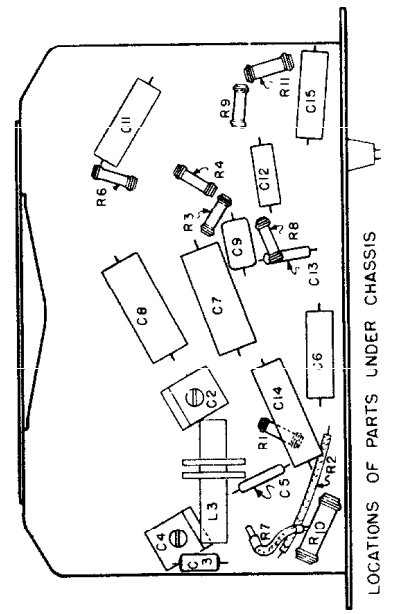 C11
R6
R9
R11
C15
R4
R3
C12
C9
R8
C13
C8
C7
C2
C6
C14
R1
L3
C5
R2
C4
C3
R7
R10
LOCATIONS OF PARTS UNDER CHASSIS